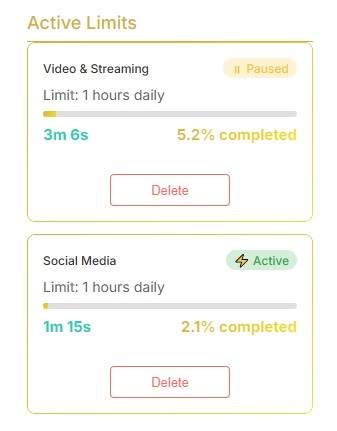 Active Limits
Video & Streaming
Paused
Limit: 1 hours daily
3m 6s
5.2% completed
Delete
Social Media
Active
Limit: 1 hours daily
1m 15s
2.1% completed
Delete